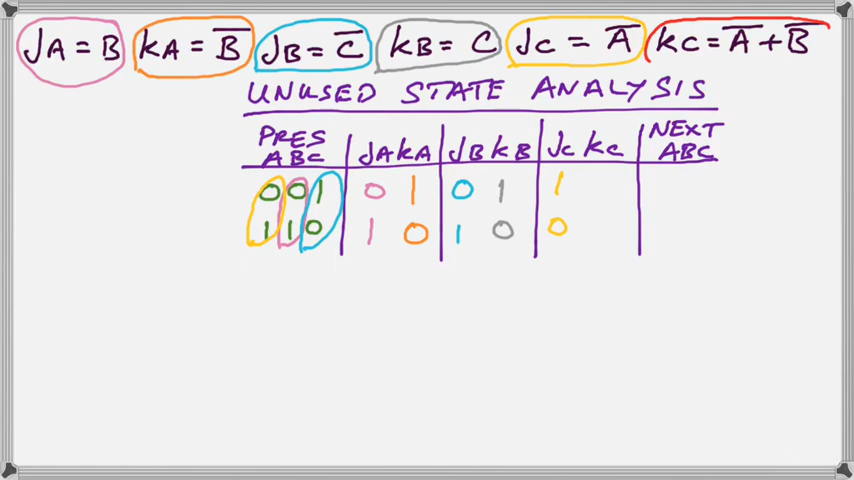 JA = B KA = B̅ JB = C̅ KB = C JC = A̅ KC = A̅ + B̅
UNUSED STATE ANALYSIS
PRES ABC JA KA JB KB JC KC NEXT ABC
0 0 1 0 1 0 1 1
1 1 0 1 0 1 0 0